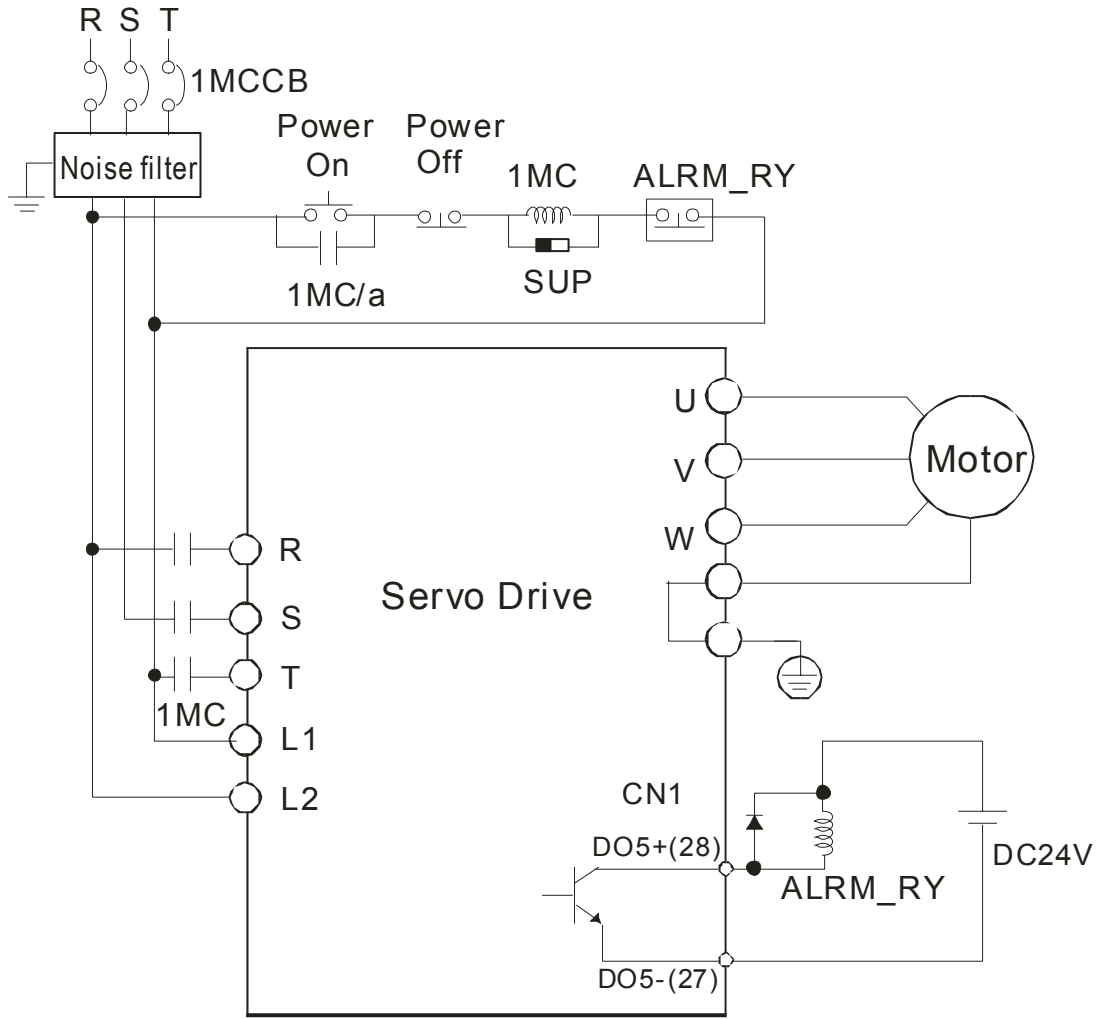 R S T
1MCCB
Noise filter
Power
On
Power
Off
1MC
ALRM_RY
1MC/a
SUP
U
V
W
Motor
Servo Drive
R
S
T
1MC
L1
L2
CN1
DO5+(28)
ALRM_RY
DC24V
DO5-(27)